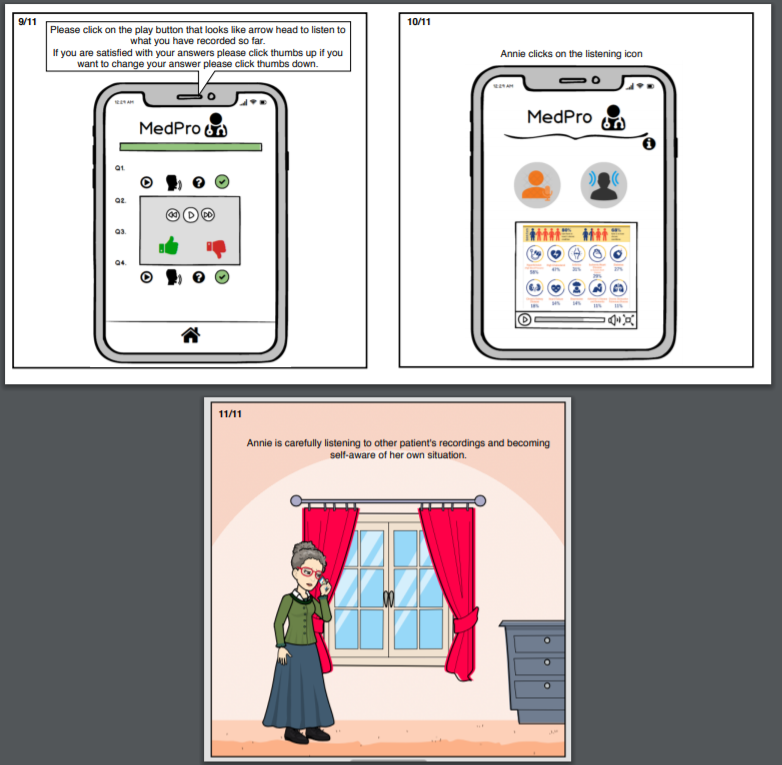 9/11
Please click on the play button that looks like arrow head to listen to
what you have recorded so far.
If you are satisfied with your answers please click thumbs up if you
want to change your answer please click thumbs down.
MedPro
Q1.
?
Q2.
Q3.
Q4.
?
10/11
Annie clicks on the listening icon
MedPro
i
11/11
Annie is carefully listening to other patient's recordings and becoming
self-aware of her own situation.